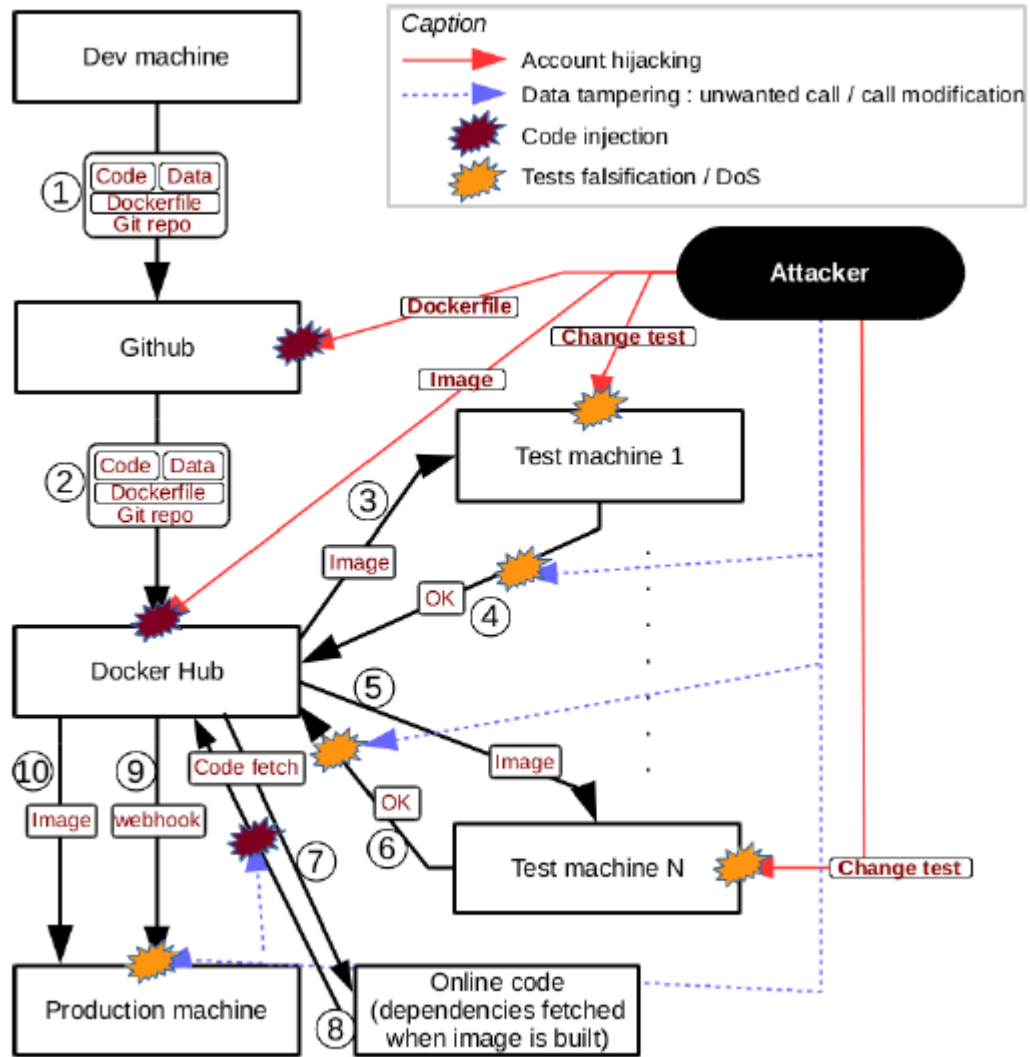 Caption
Account hijacking
Data tampering : unwanted call / call modification
Code injection
Tests falsification / DoS
Dev machine
1
Code Data
Dockerfile
Git repo
Attacker
Dockerfile
Change test
Github
Image
2
Code Data
Dockerfile
Git repo
Test machine 1
3
Image
OK
4
Docker Hub
5
Code fetch
Image
10
9
Image
webhook
OK
6
7
Test machine N
Change test
Production machine
8
Online code
(dependencies fetched
when image is built)